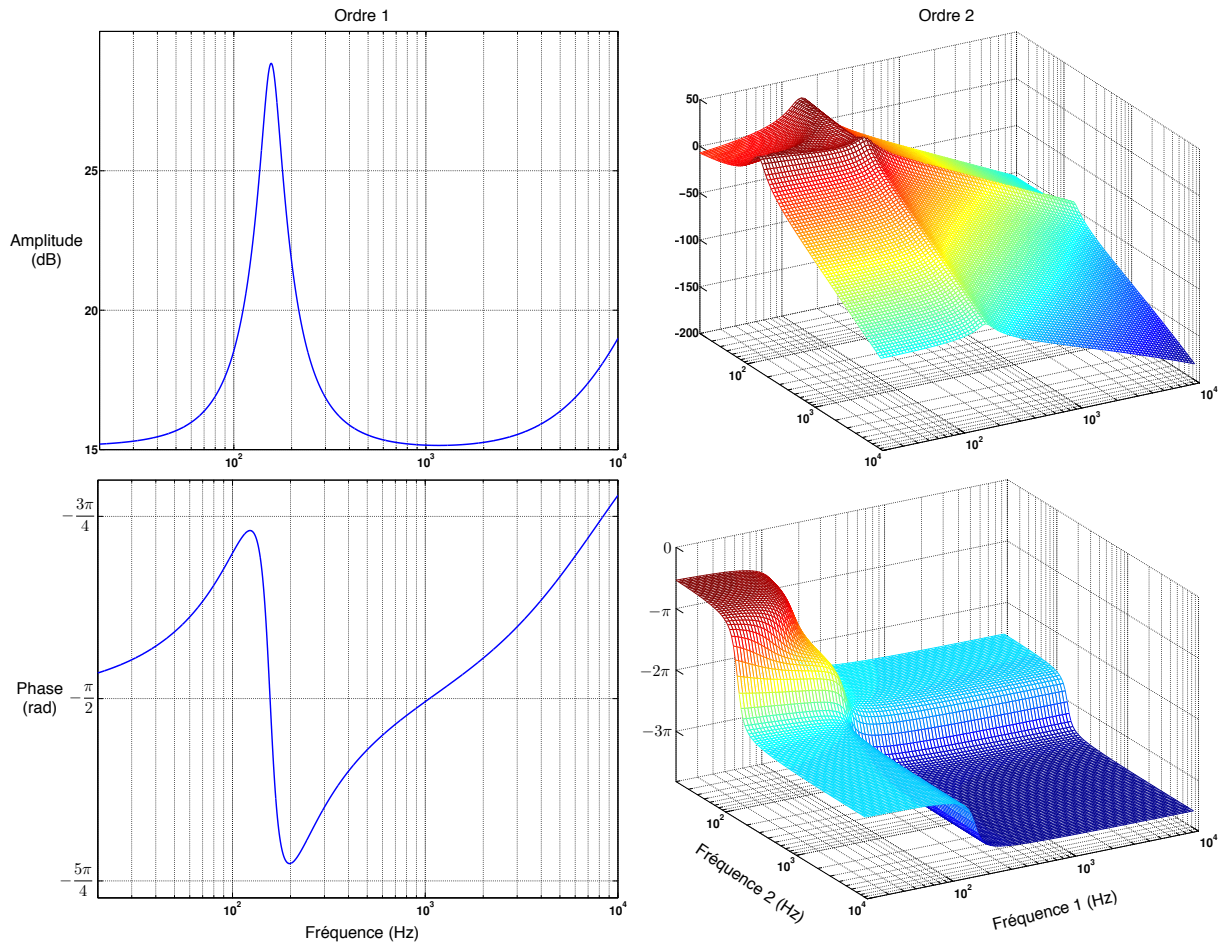 Ordre 1
Ordre 2
Amplitude
(dB)
25
20
15
10²
10³
10⁴
50
0
-50
-100
-150
-200
10²
10³
10⁴
10²
10³
10⁴
Phase
(rad)
−3π/4
−π/2
−5π/4
10²
10³
10⁴
Fréquence (Hz)
0
−π
−2π
−3π
10²
10³
10⁴
Fréquence 2 (Hz)
10²
10³
10⁴
Fréquence 1 (Hz)